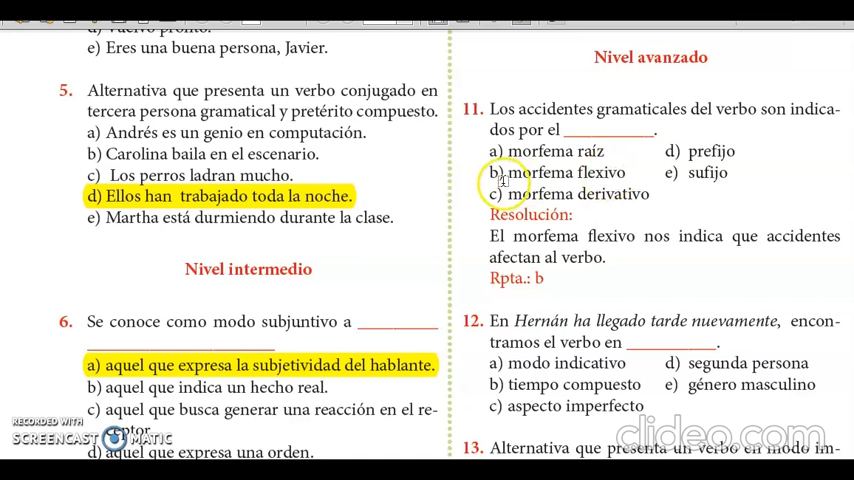 d) Vuelvo pronto.
e) Eres una buena persona, Javier.
5. Alternativa que presenta un verbo conjugado en
tercera persona gramatical y pretérito compuesto.
a) Andrés es un genio en computación.
b) Carolina baila en el escenario.
c) Los perros ladran mucho.
d) Ellos han trabajado toda la noche.
e) Martha está durmiendo durante la clase.
Nivel intermedio
6. Se conoce como modo subjuntivo a _________
_____________________
a) aquel que expresa la subjetividad del hablante.
b) aquel que indica un hecho real.
c) aquel que busca generar una reacción en el re-
ceptor
d) aquel que expresa una orden.
RECORDED WITH
SCREENCAST MATIC
Nivel avanzado
11. Los accidentes gramaticales del verbo son indica-
dos por el __________.
a) morfema raíz d) prefijo
b) morfema flexivo e) sufijo
c) morfema derivativo
Resolución:
El morfema flexivo nos indica que accidentes
afectan al verbo.
Rpta.: b
12. En Hernán ha llegado tarde nuevamente, encon-
tramos el verbo en __________.
a) modo indicativo d) segunda persona
b) tiempo compuesto e) género masculino
c) aspecto imperfecto
clideo.com
13. Alternativa que presenta un verbo en modo im-